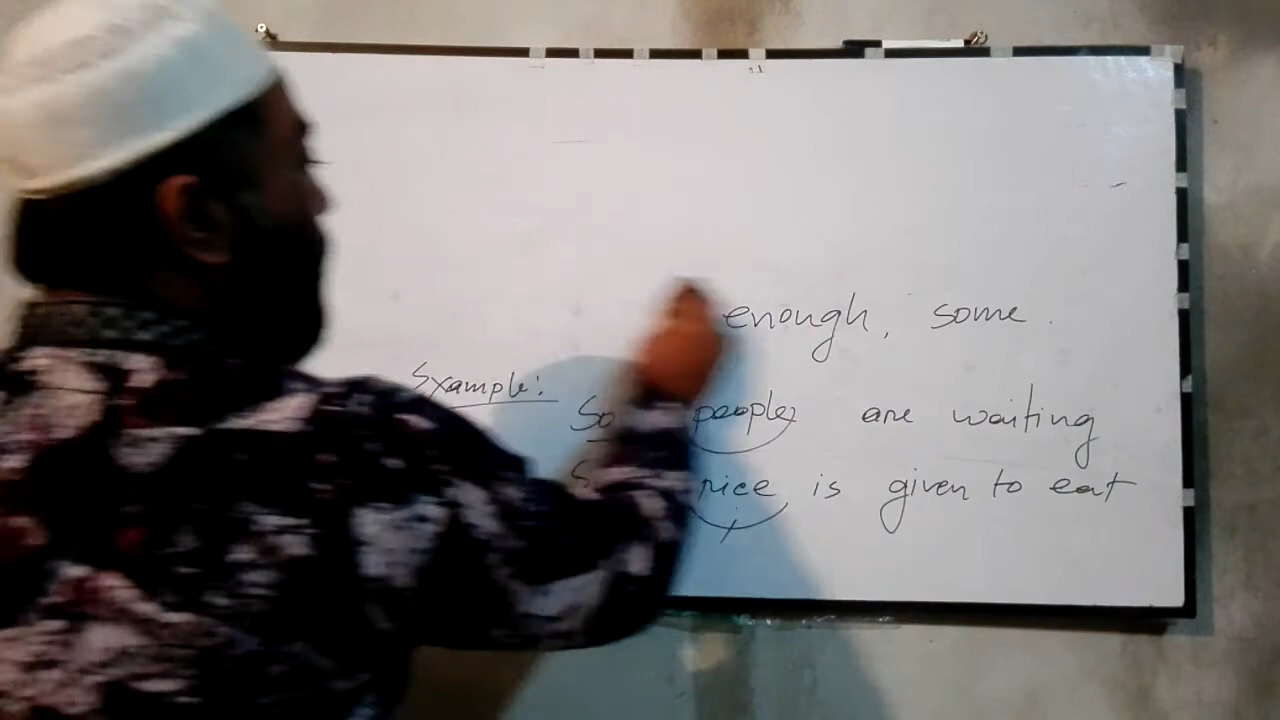 enough, some.
Example:
people are waiting
rice is given to eat